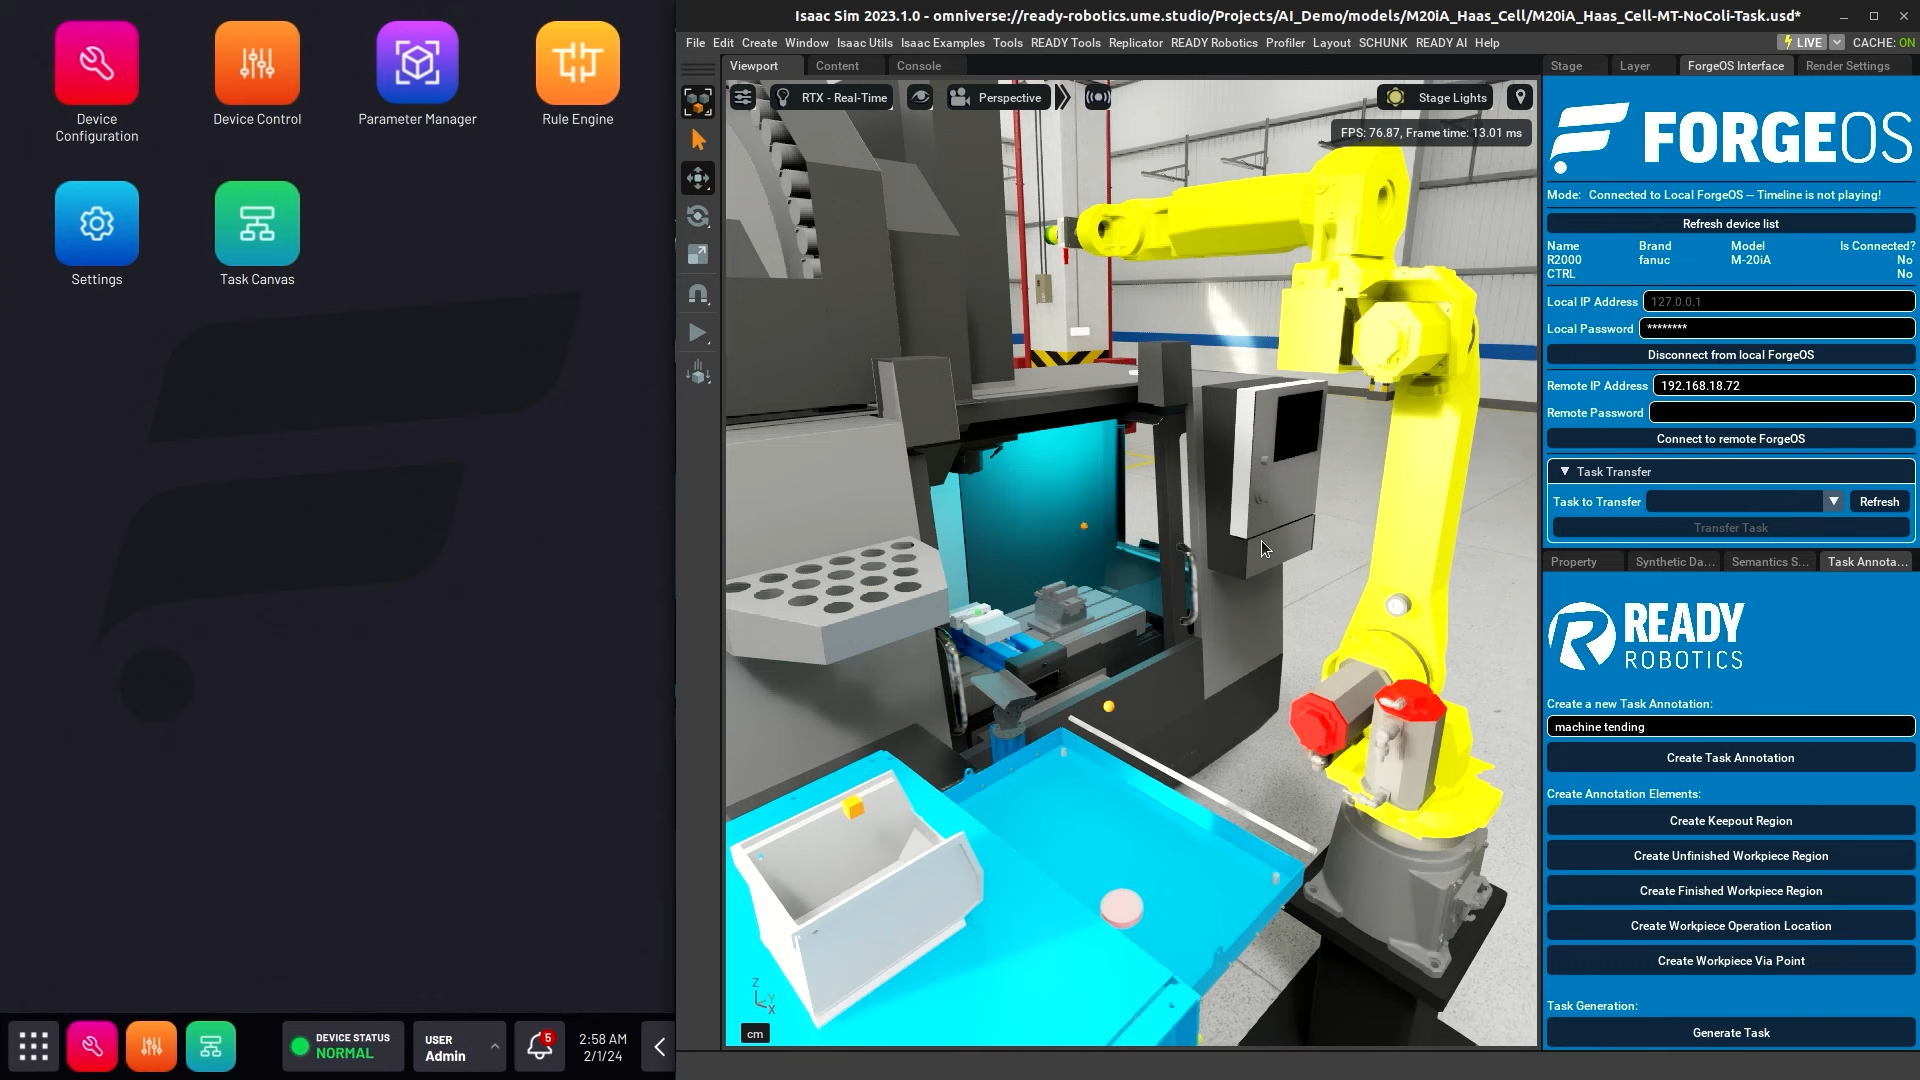 Device
Configuration
Device Control
Parameter Manager
Rule Engine
Settings
Task Canvas
DEVICE STATUS
NORMAL
USER
Admin
5
2:58 AM
2/1/24
Isaac Sim 2023.1.0 - omniverse://ready-robotics.ume.studio/Projects/AI_Demo/models/M20iA_Haas_Cell/M20iA_Haas_Cell-MT-NoColi-Task.usd*
File Edit Create Window Isaac Utils Isaac Examples Tools READY Tools Replicator READY Robotics Profiler Layout SCHUNK READY AI Help
LIVE
CACHE: ON
Viewport Content Console
RTX - Real-Time
Perspective
Stage Lights
FPS: 76.87, Frame time: 13.01 ms
Z
Y
X
cm
Stage Layer ForgeOS Interface Render Settings
FORGEOS
Mode: Connected to Local ForgeOS -- Timeline is not playing!
Refresh device list
Name Brand Model Is Connected?
R2000 fanuc M-20iA No
CTRL No
Local IP Address 127.0.0.1
Local Password ********
Disconnect from local ForgeOS
Remote IP Address 192.168.18.72
Remote Password
Connect to remote ForgeOS
Task Transfer
Task to Transfer Refresh
Transfer Task
Property Synthetic Da... Semantics S... Task Annota...
READY
ROBOTICS
Create a new Task Annotation:
machine tending
Create Task Annotation
Create Annotation Elements:
Create Keepout Region
Create Unfinished Workpiece Region
Create Finished Workpiece Region
Create Workpiece Operation Location
Create Workpiece Via Point
Task Generation:
Generate Task